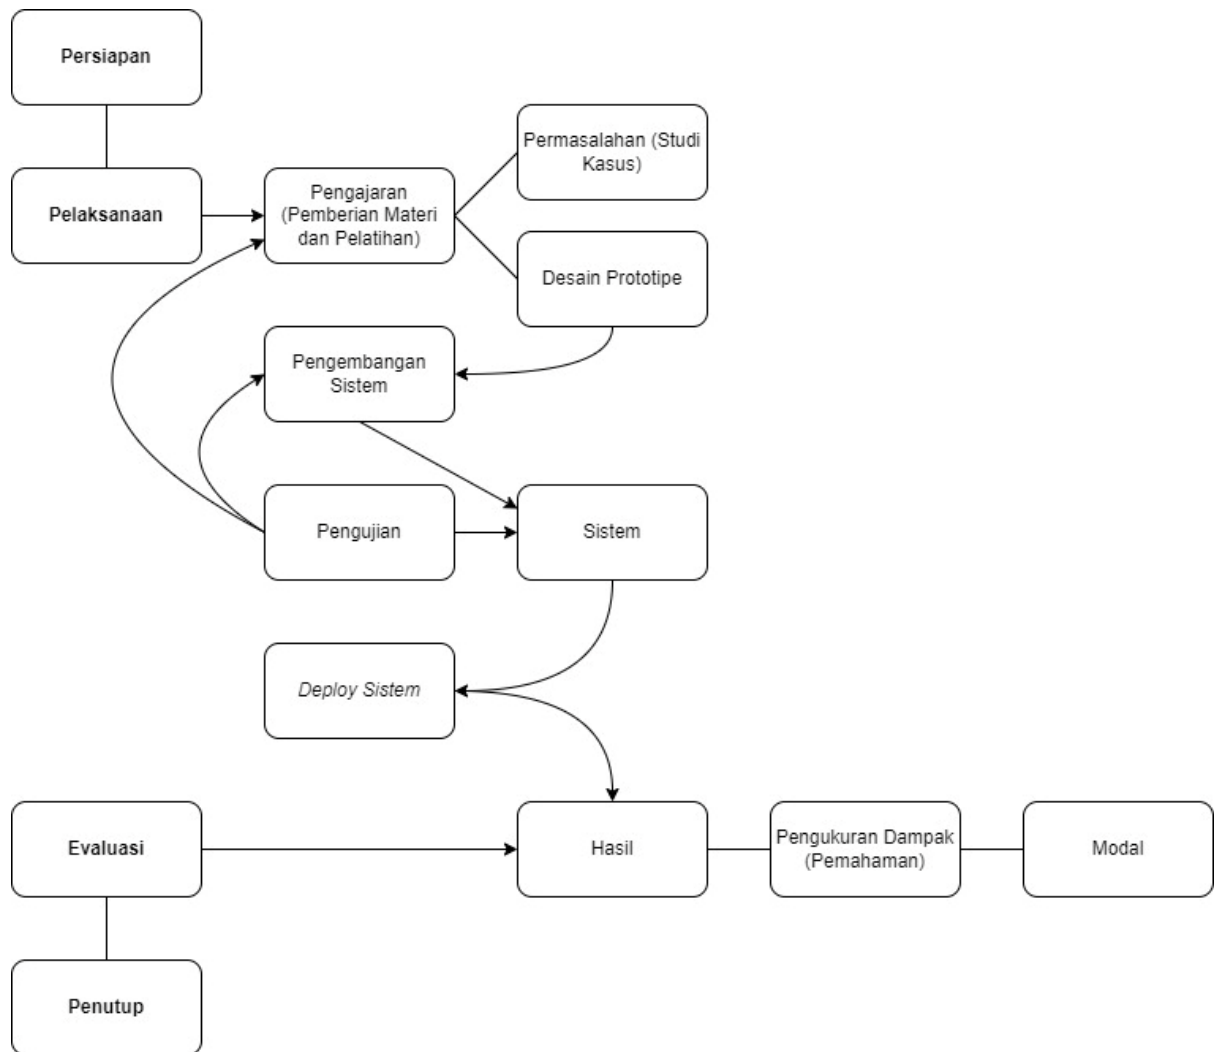 Persiapan
Permasalahan (Studi
Kasus)
Pelaksanaan
Pengajaran
(Pemberian Materi
dan Pelatihan)
Desain Prototipe
Pengembangan
Sistem
Pengujian
Sistem
Deploy Sistem
Evaluasi
Hasil
Pengukuran Dampak
(Pemahaman)
Modal
Penutup